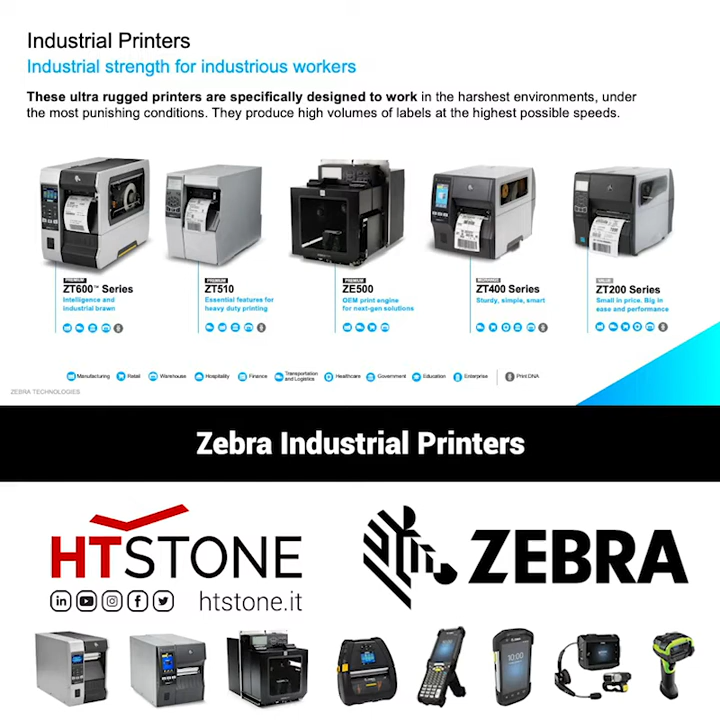 Industrial Printers
Industrial strength for industrious workers
These ultra rugged printers are specifically designed to work in the harshest environments, under
the most punishing conditions. They produce high volumes of labels at the highest possible speeds.
PREMIUM
ZT600™ Series
Intelligence and
industrial brawn
PREMIUM
ZT510
Essential features for
heavy duty printing
PREMIUM
ZE500
OEM print engine
for next-gen solutions
ZT400 Series
Sturdy, simple, smart
VALUE
ZT200 Series
Small in price, Big in
ease and performance
Manufacturing Retail Warehouse Hospitality Finance Transportation and Logistics Healthcare Government Education Enterprise Print DNA
ZEBRA TECHNOLOGIES
Zebra Industrial Printers
HTSTONE
htstone.it
ZEBRA
10:00